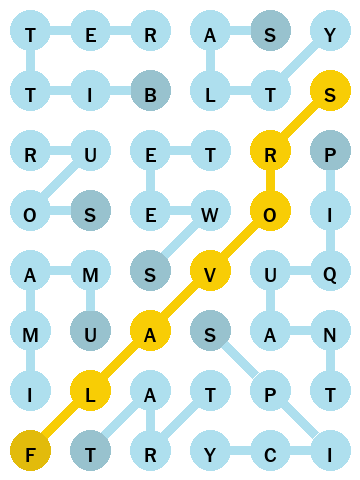 T E R A S Y
T I B L T S
R U E T R P
O S E W O I
A M S V U Q
M U A S A N
I L A T P T
F T R Y C I